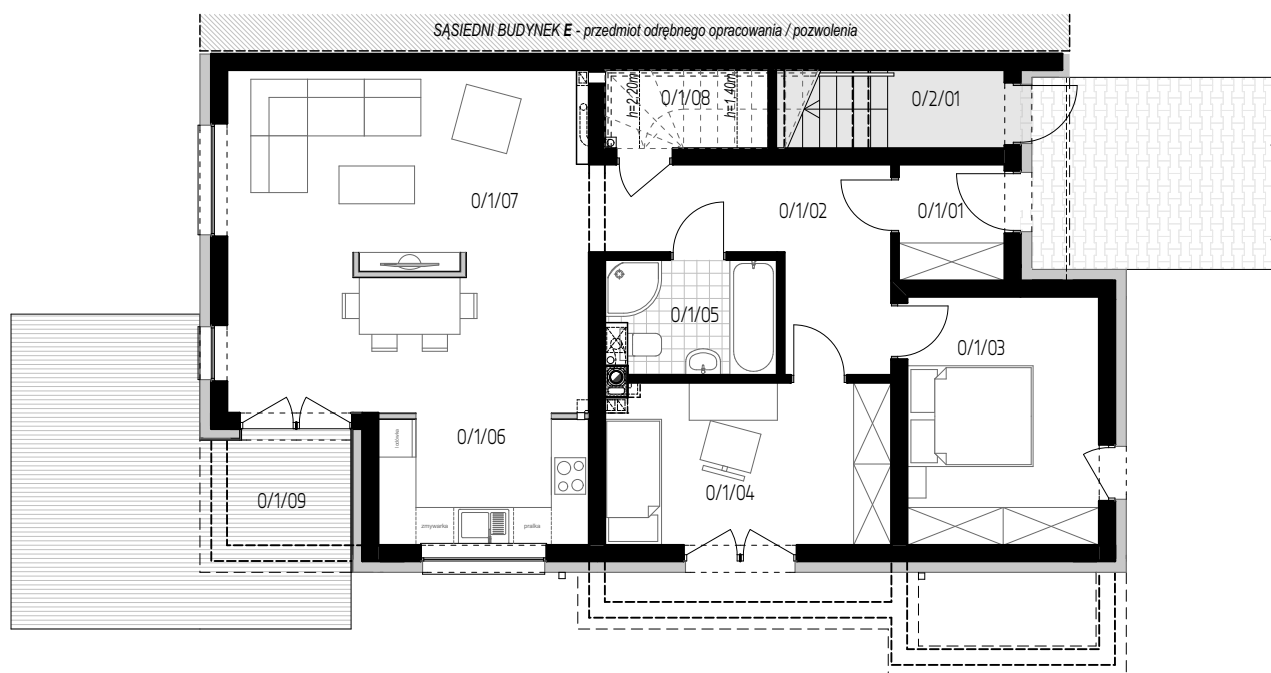 SĄSIEDNI BUDYNEK E - przedmiot odrębnego opracowania / pozwolenia
h=2.20m
0/1/08
h=1.40m
0/2/01
0/1/07
0/1/02
0/1/01
0/1/05
0/1/03
0/1/06
lodówka
0/1/09
0/1/04
zmywarka
pralka